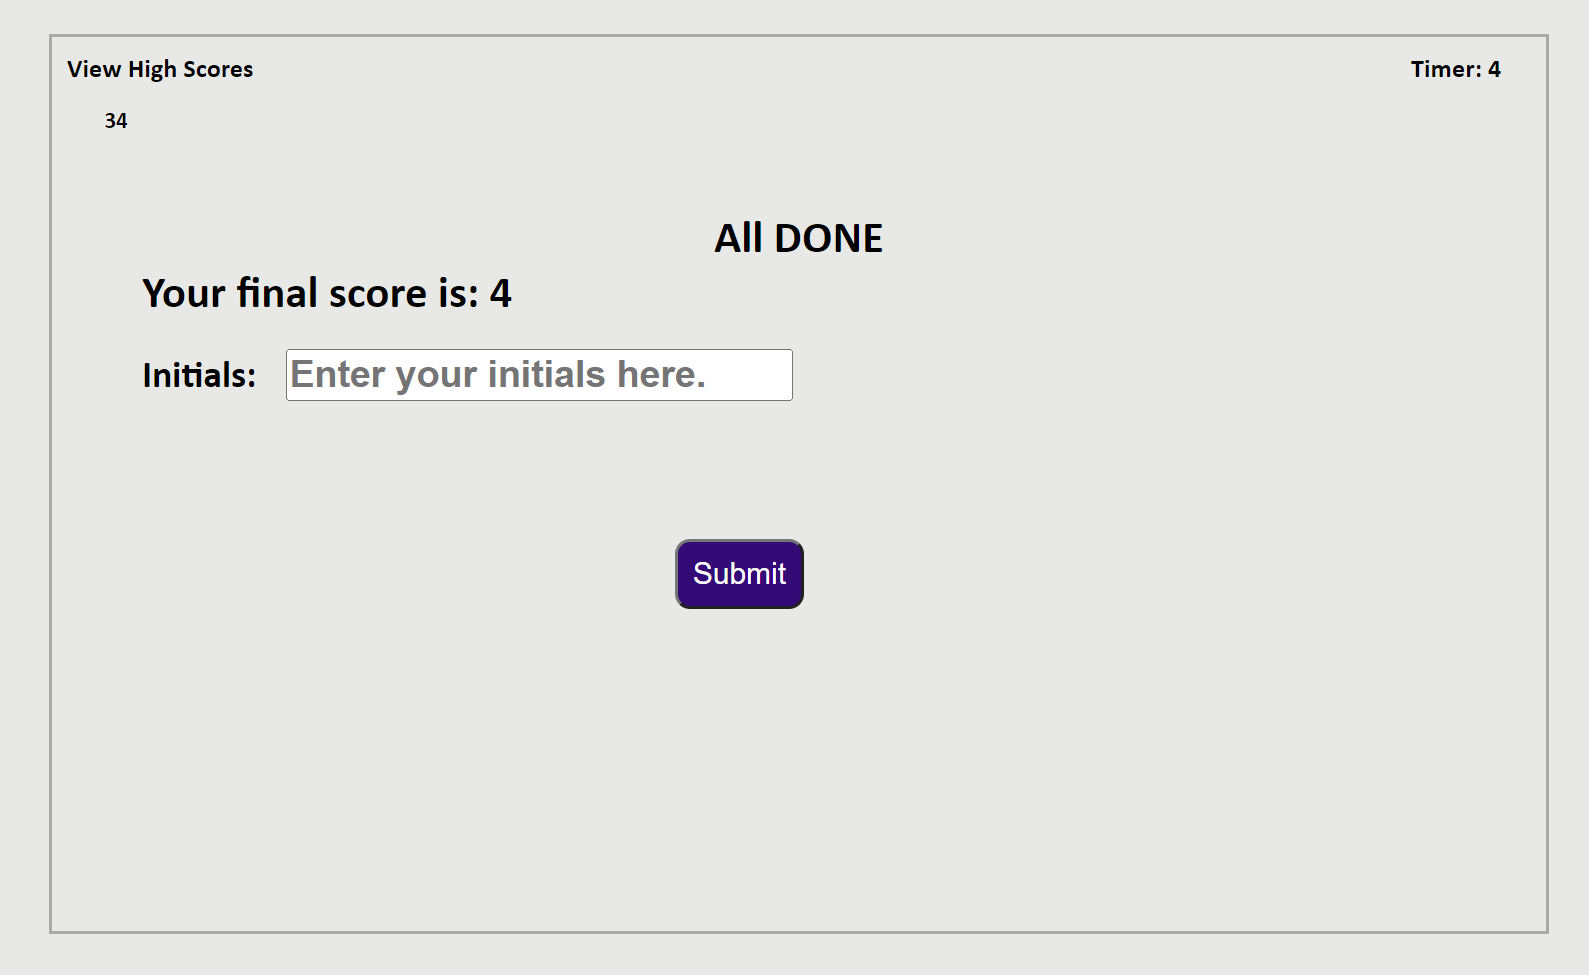 View High Scores
Timer: 4
34
All DONE
Your final score is: 4
Initials: Enter your initials here.
Submit